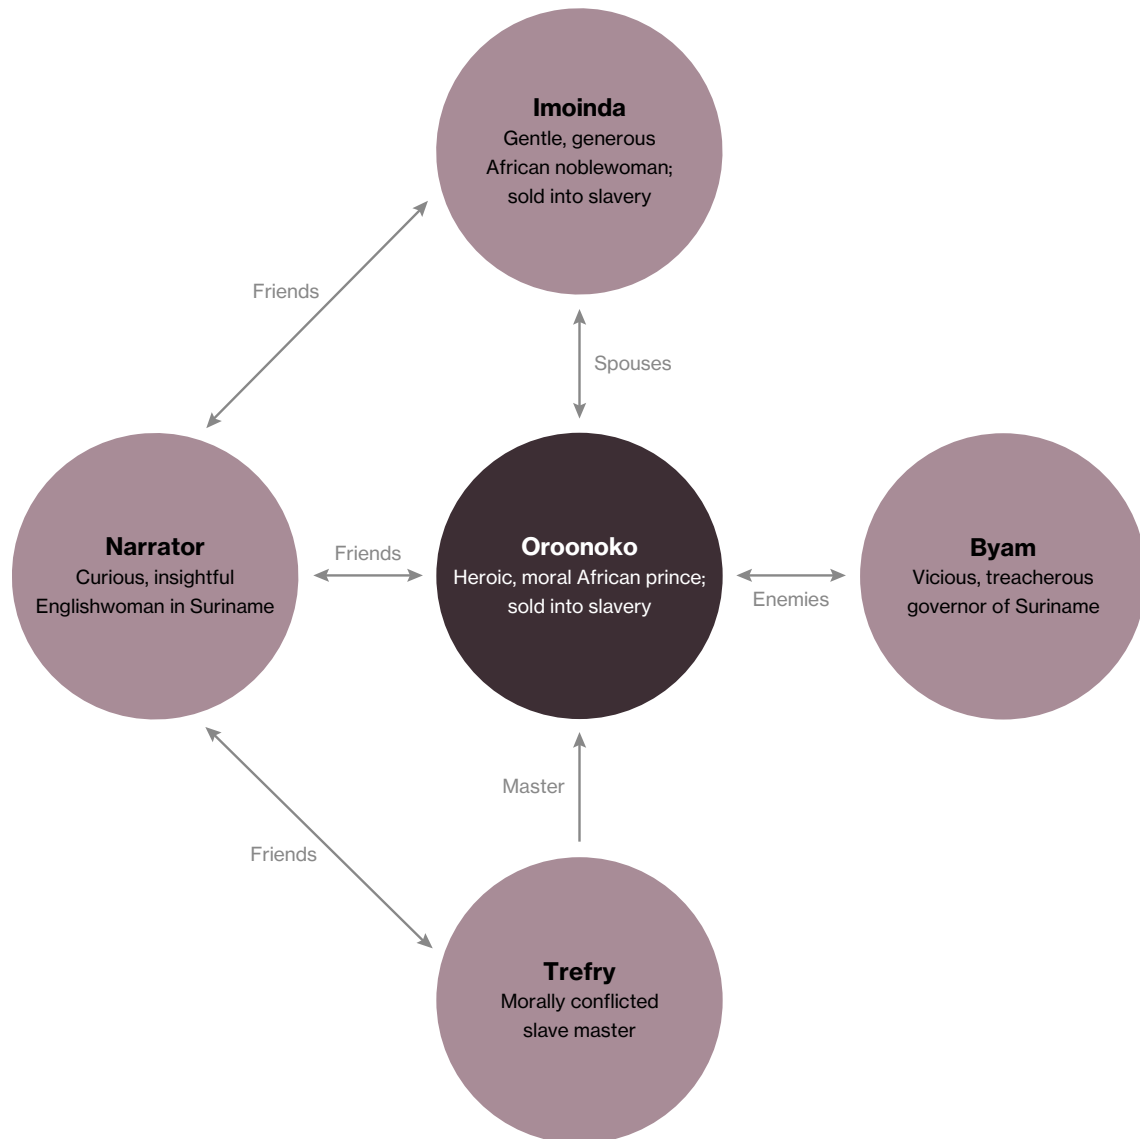 Imoinda
Gentle, generous
African noblewoman;
sold into slavery
Friends
Spouses
Narrator
Curious, insightful
Englishwoman in Suriname
Friends
Oroonoko
Heroic, moral African prince;
sold into slavery
Enemies
Byam
Vicious, treacherous
governor of Suriname
Master
Friends
Trefry
Morally conflicted
slave master